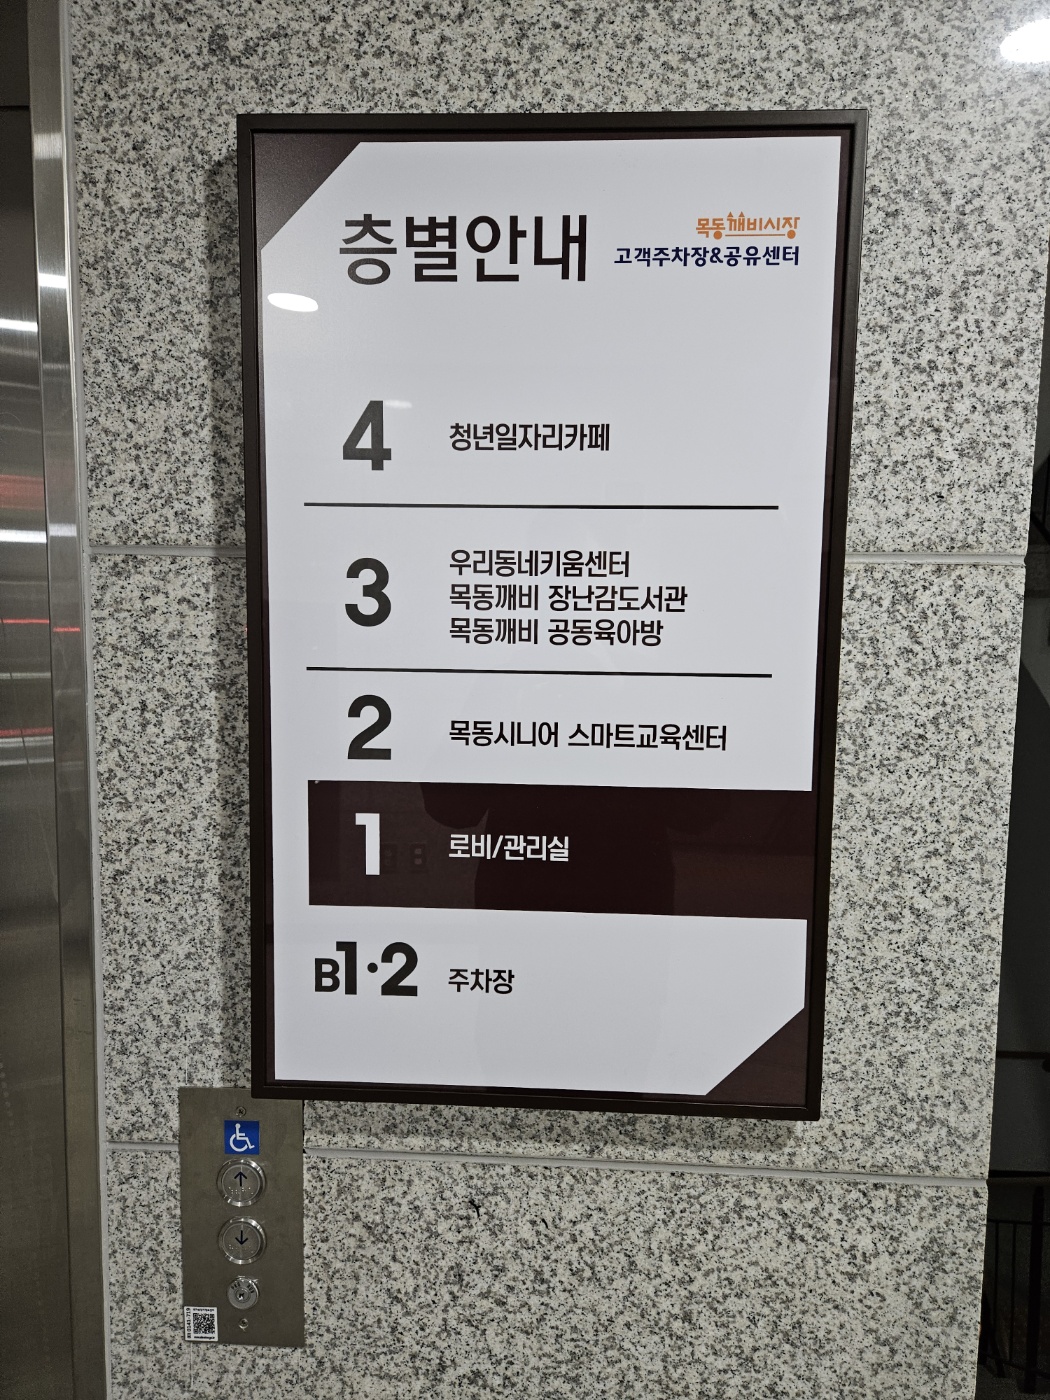 층별안내
목동깨비시장
고객주차장&공유센터
4 청년일자리카페
3 우리동네키움센터
목동깨비 장난감도서관
목동깨비 공동육아방
2 목동시니어 스마트교육센터
1 로비/관리실
B1·2 주차장